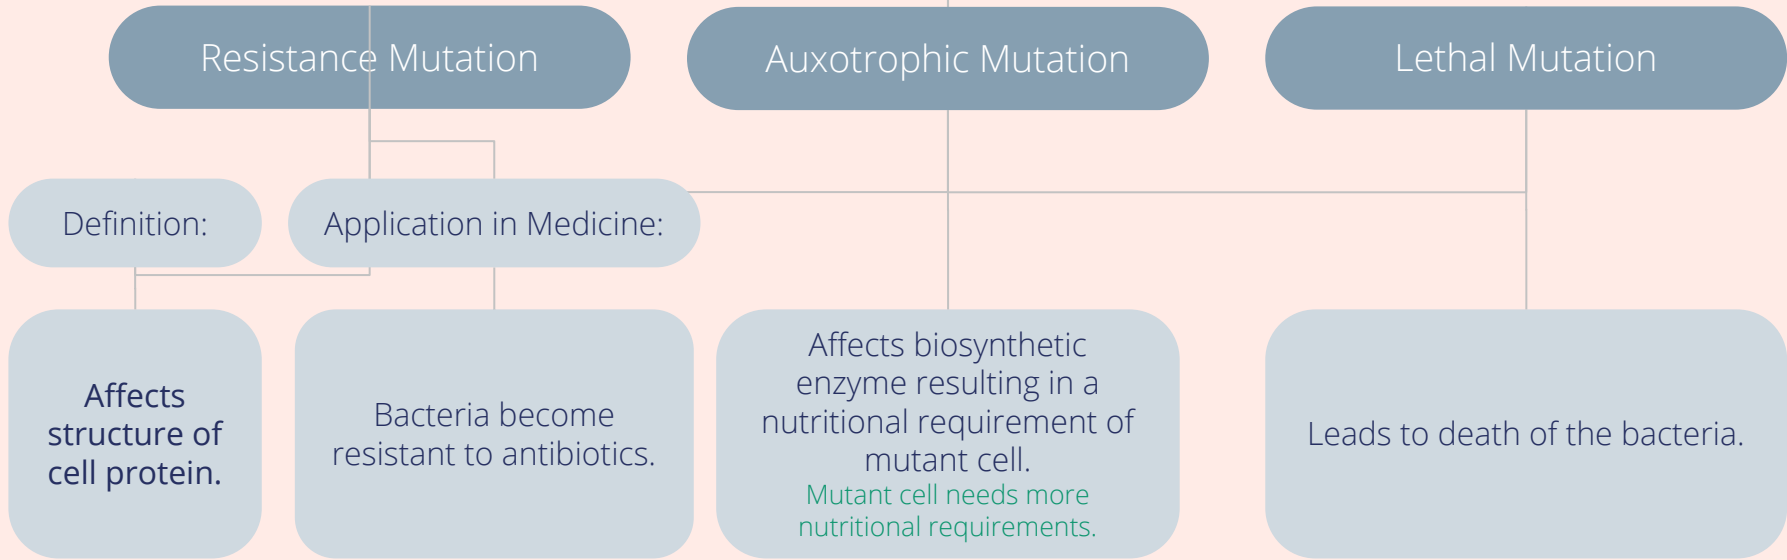 Resistance Mutation
Auxotrophic Mutation
Lethal Mutation
Definition:
Application in Medicine:
Affects
structure of
cell protein.
Bacteria become
resistant to antibiotics.
Affects biosynthetic
enzyme resulting in a
nutritional requirement of
mutant cell.
Mutant cell needs more
nutritional requirements.
Leads to death of the bacteria.